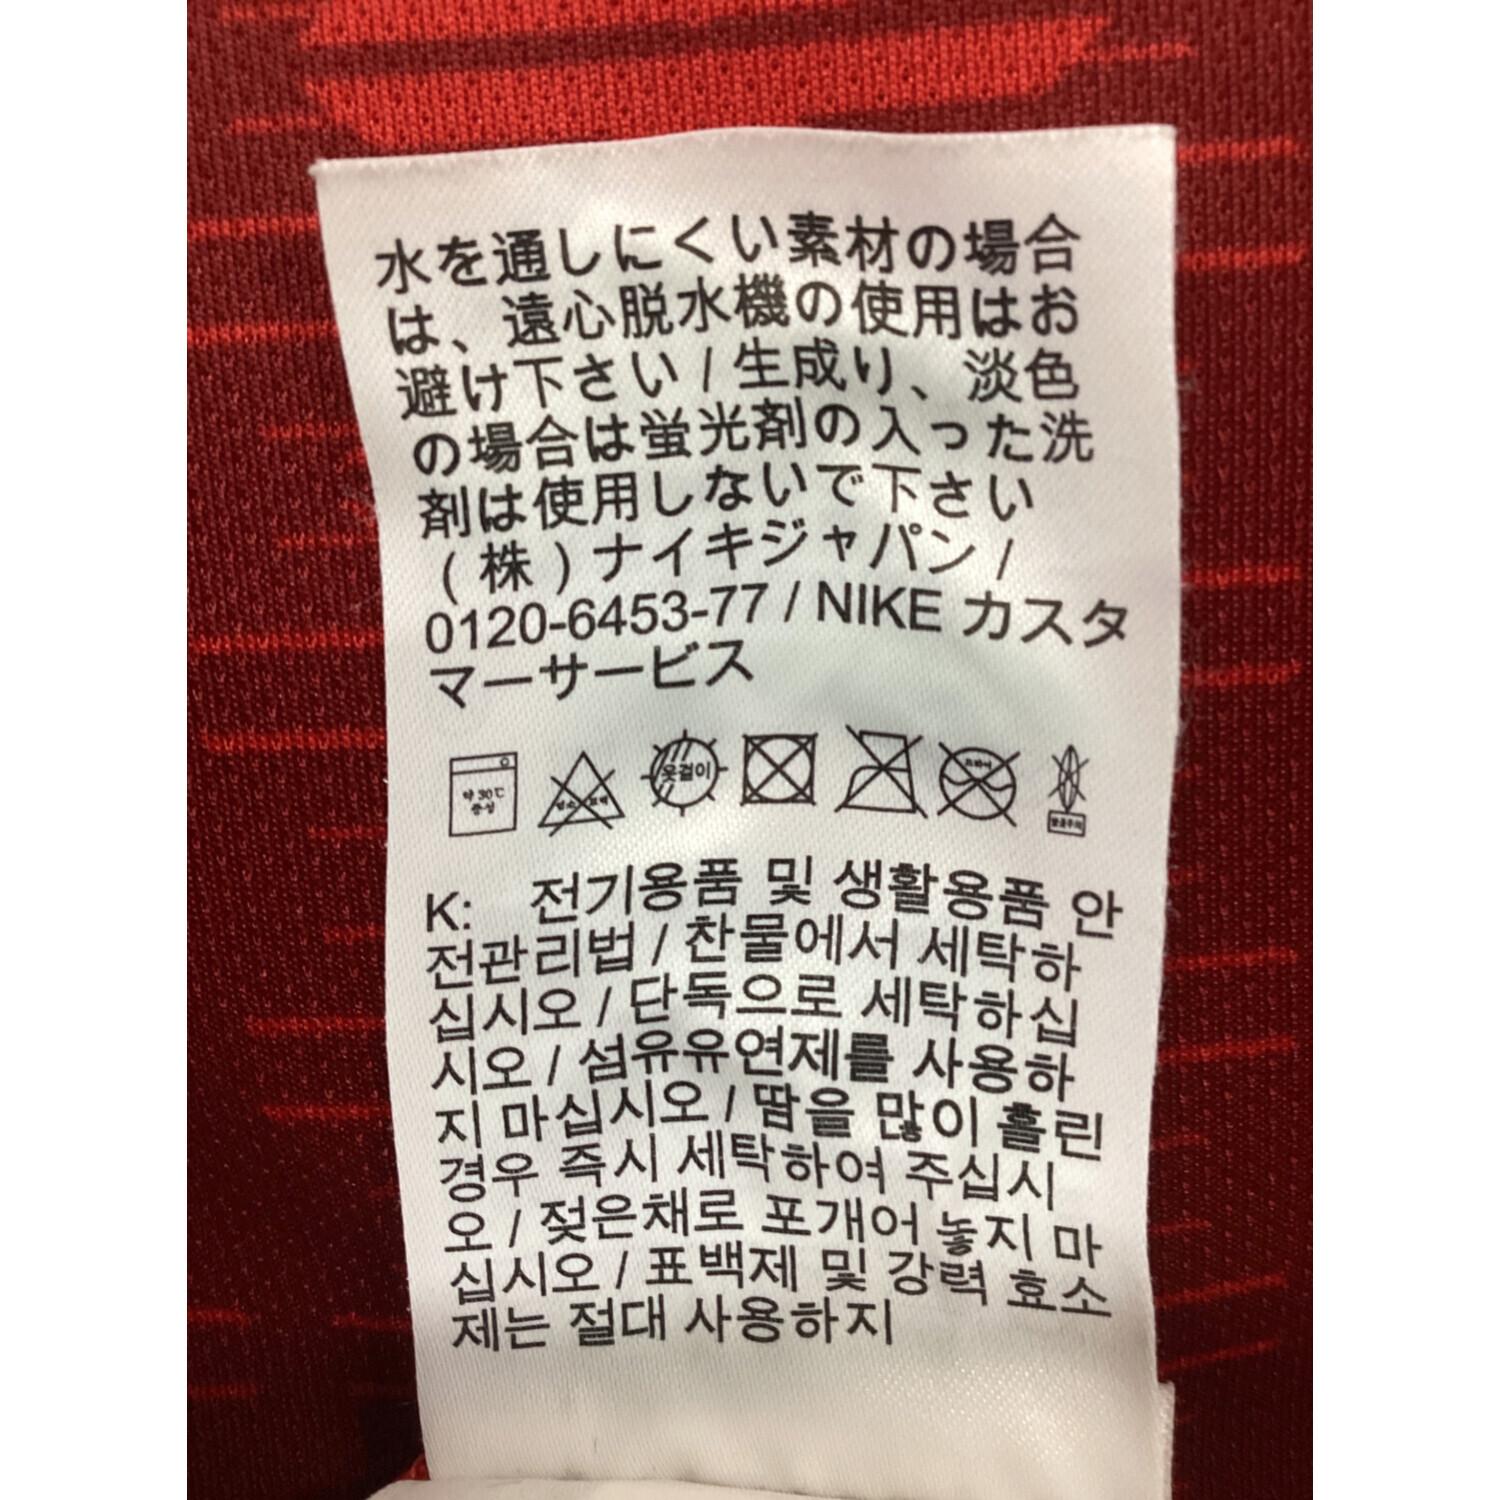 水を通しにくい素材の場合
は、遠心脱水機の使用はお
避け下さい / 生成り、淡色
の場合は蛍光剤の入った洗
剤は使用しないで下さい
(株)ナイキジャパン /
0120-6453-77 / NIKE カスタ
マーサービス
약 30℃
중성
옷걸이
K: 전기용품 및 생활용품 안
전관리법 / 찬물에서 세탁하
십시오 / 단독으로 세탁하십
시오 / 섬유유연제를 사용하
지 마십시오 / 땀을 많이 흘린
경우 즉시 세탁하여 주십시
오 / 젖은채로 포개어 놓지 마
십시오 / 표백제 및 강력 효소
제는 절대 사용하지